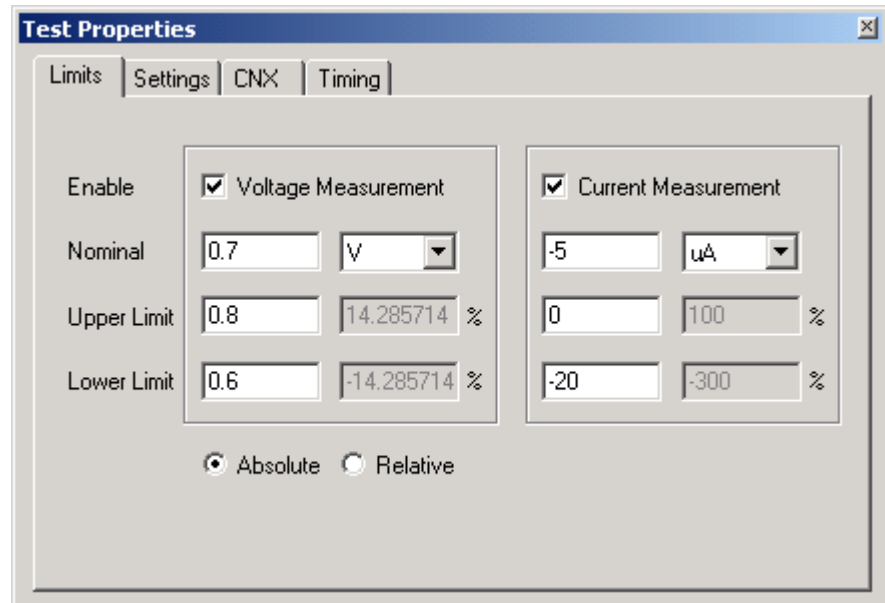 Test Properties
Limits Settings CNX Timing
Enable Voltage Measurement Current Measurement
Nominal 0.7 V -5 uA
Upper Limit 0.8 14.285714 % 0 100 %
Lower Limit 0.6 -14.285714 % -20 -300 %
Absolute Relative